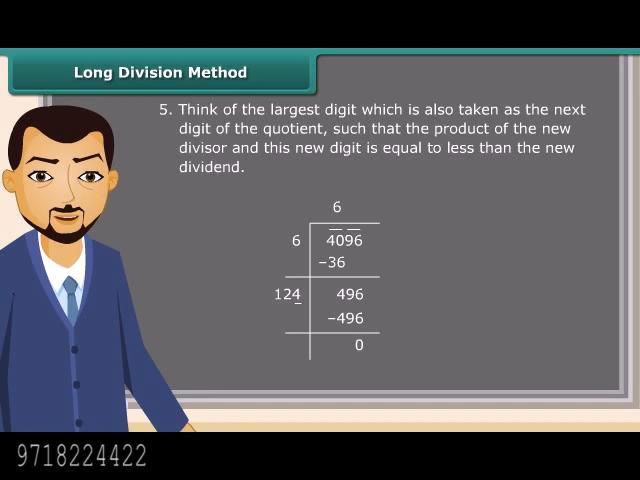 Long Division Method
5. Think of the largest digit which is also taken as the next
digit of the quotient, such that the product of the new
divisor and this new digit is equal to less than the new
dividend.
6
6 4096
–36
124 496
–496
0
9718224422